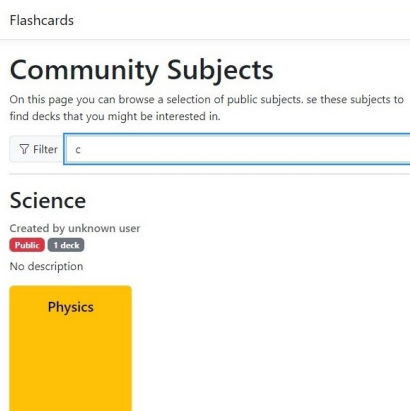 Flashcards
Community Subjects
On this page you can browse a selection of public subjects. se these subjects to
find decks that you might be interested in.
Filter c
Science
Created by unknown user
Public 1 deck
No description
Physics